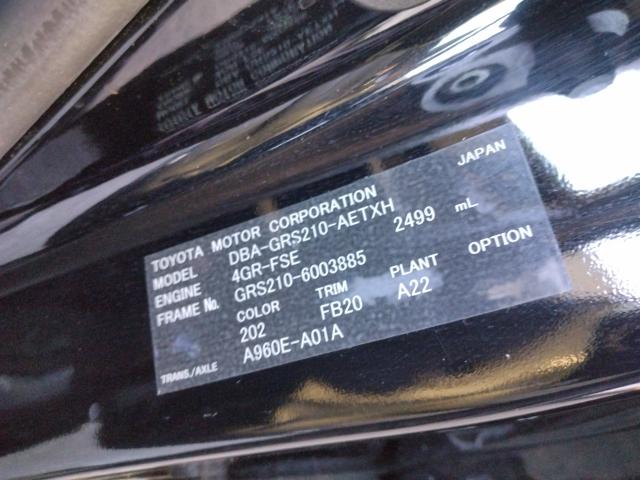 TOYOTA MOTOR CORPORATION JAPAN
MODEL DBA-GRS210-AETXH
ENGINE 4GR-FSE 2499 mL
FRAME No. GRS210-6003885
COLOR TRIM PLANT OPTION
202 FB20 A22
TRANS./AXLE A960E-A01A